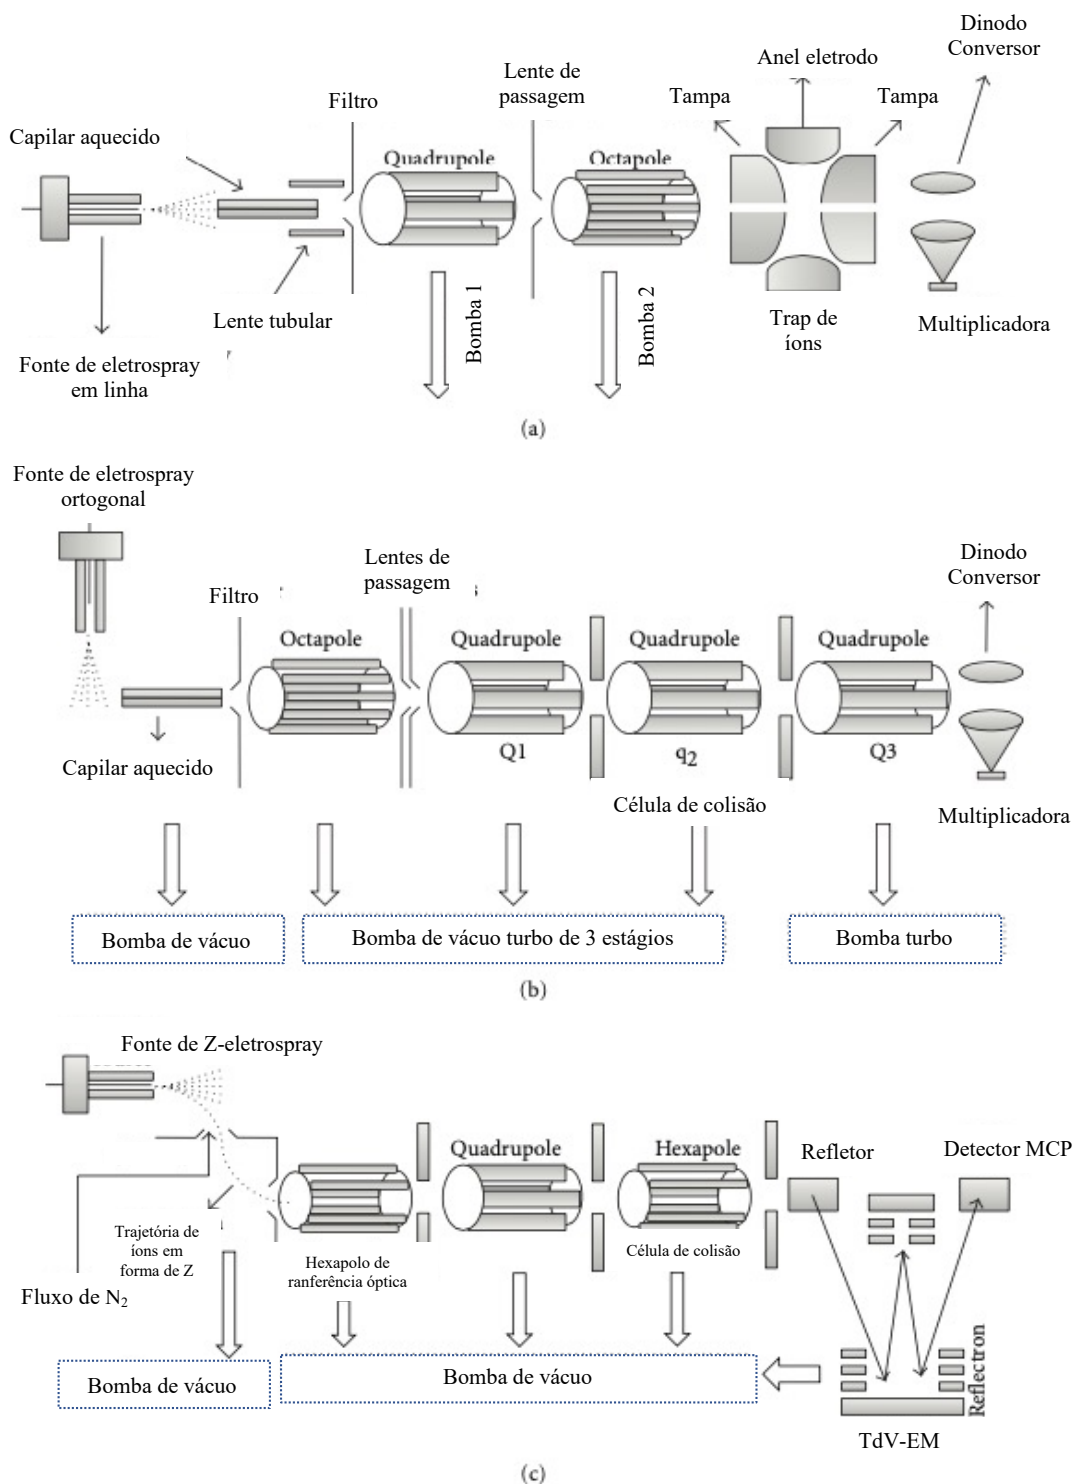 Dinodo
Conversor
Anel eletrodo
Lente de
passagem
Tampa
Tampa
Filtro
Capilar aquecido
Quadrupole
Octapole
Bomba 1
Bomba 2
Lente tubular
Trap de
íons
Multiplicadora
Fonte de eletrospray
em linha
(a)
Fonte de eletrospray
ortogonal
Lentes de
passagem
Dinodo
Conversor
Filtro
Octapole
Quadrupole
Quadrupole
Quadrupole
Q1
q2
Q3
Capilar aquecido
Célula de colisão
Multiplicadora
Bomba de vácuo
Bomba de vácuo turbo de 3 estágios
Bomba turbo
(b)
Fonte de Z-eletrospray
Quadrupole
Hexapole
Refletor
Detector MCP
Trajetória de
íons em
forma de Z
Hexapolo de
ranferência óptica
Célula de colisão
Fluxo de N2
Reflectron
Bomba de vácuo
Bomba de vácuo
TdV-EM
(c)